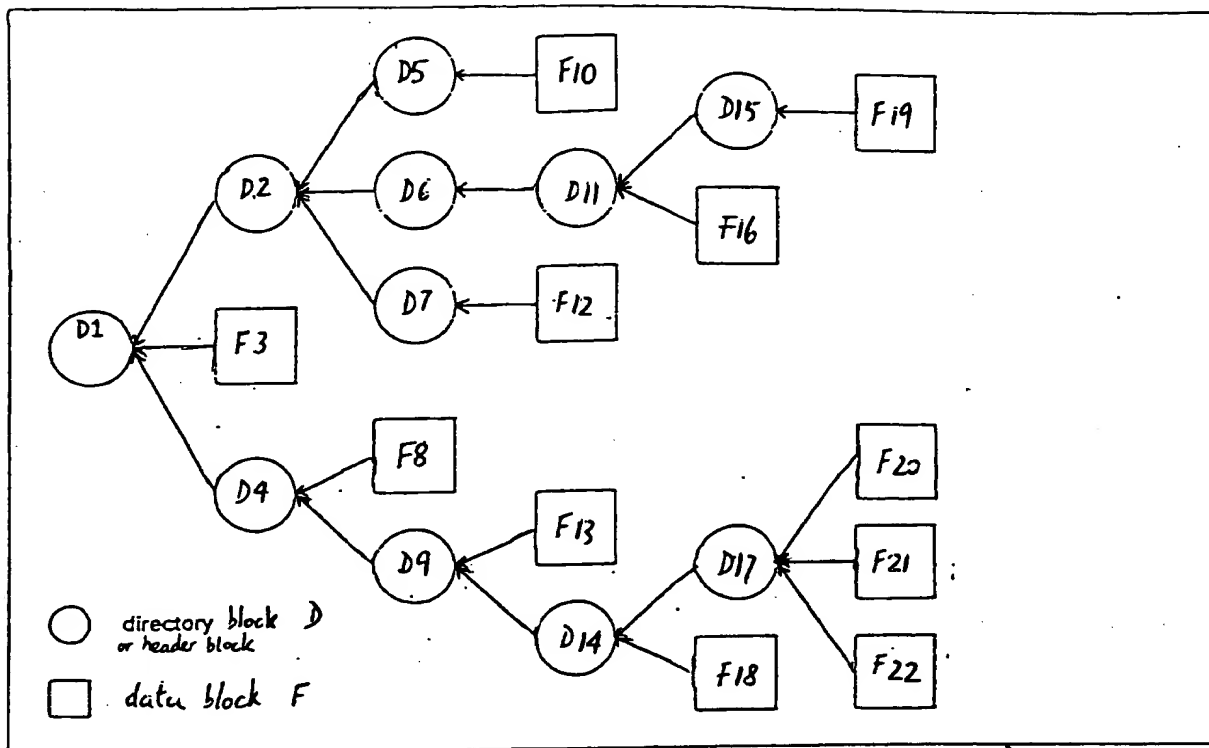 D5
F10
D15
F19
D2
D6
D11
F16
D7
F12
D1
F3
F8
D4
F20
F13
D9
D17
F21
D14
F18
F22
directory block D
or header block
data block F